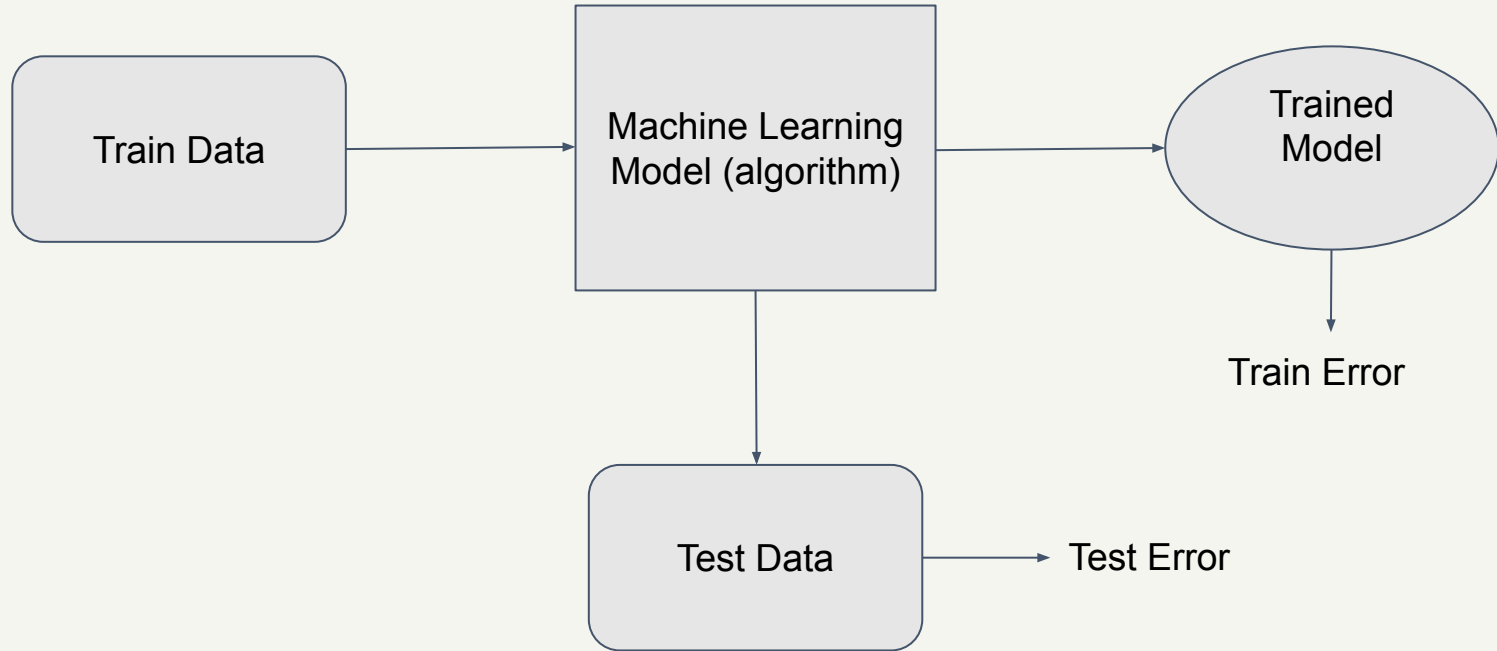 Train Data
Machine Learning
Model (algorithm)
Trained
Model
Train Error
Test Data
Test Error